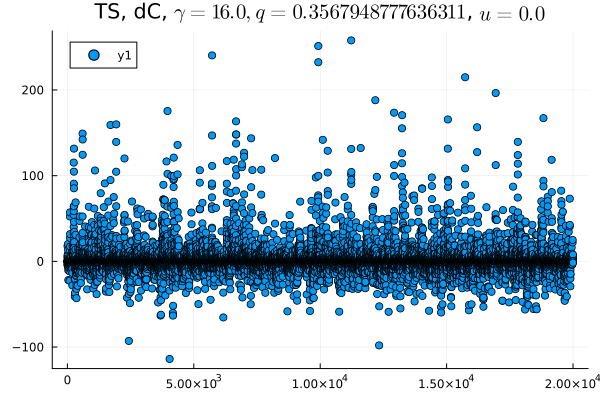 TS, dC, γ = 16.0, q = 0.3567948777636311, u = 0.0
y1
200
100
0
−100
0 5.00×10³ 1.00×10⁴ 1.50×10⁴ 2.00×10⁴